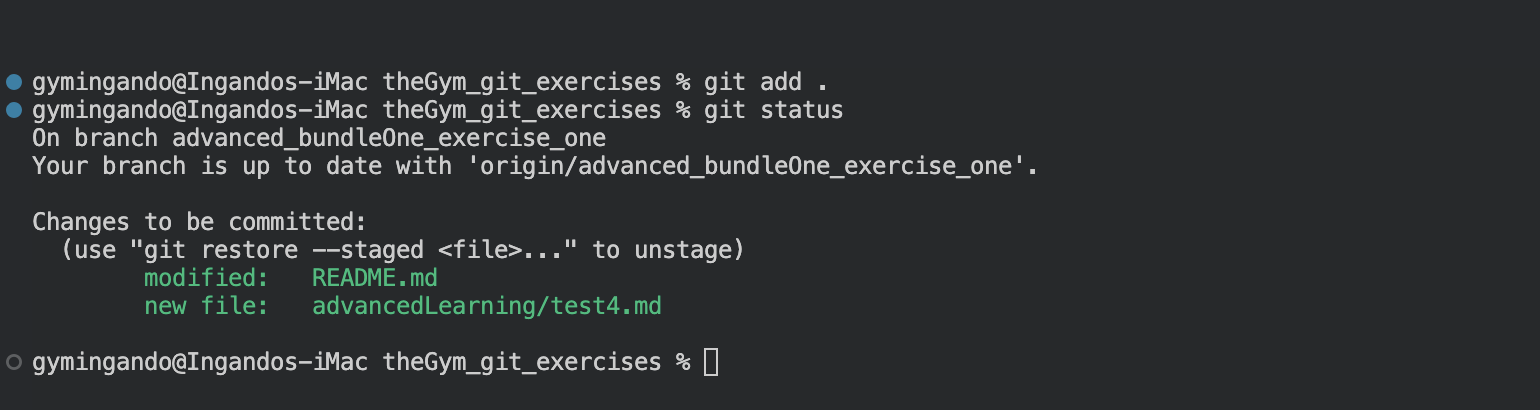 gymingando@Ingandos-iMac theGym_git_exercises % git add .
gymingando@Ingandos-iMac theGym_git_exercises % git status
On branch advanced_bundleOne_exercise_one
Your branch is up to date with 'origin/advanced_bundleOne_exercise_one'.
Changes to be committed:
(use "git restore --staged <file>..." to unstage)
modified: README.md
new file: advancedLearning/test4.md
gymingando@Ingandos-iMac theGym_git_exercises %